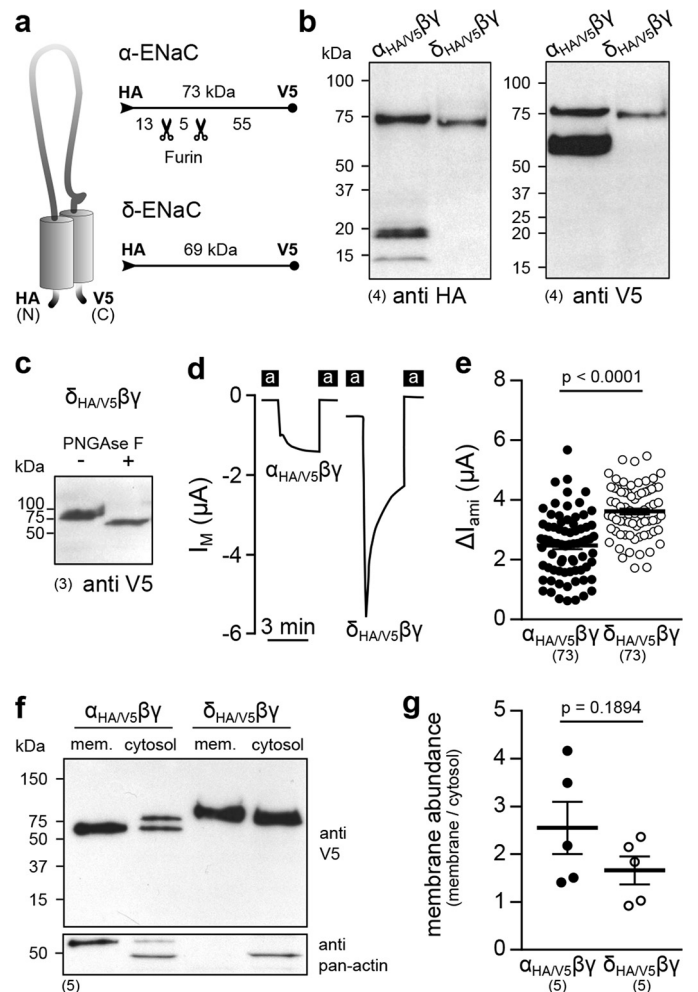 a
α-ENaC
HA 73 kDa V5
13 5 55
Furin
δ-ENaC
HA 69 kDa V5
HA V5
(N) (C)
b
αHA/V5βγ δHA/V5βγ αHA/V5βγ δHA/V5βγ
kDa
100 100
75 75
50 50
37 37
25
20 20
15 15
(4) anti HA (4) anti V5
c
δHA/V5βγ
PNGAse F
kDa - +
100
75
50
(3) anti V5
d
a a a a
0
-2
-4
-6
IM (μA)
αHA/V5βγ
3 min
δHA/V5βγ
e
p < 0.0001
8
6
4
2
0
ΔIami (μA)
αHA/V5βγ δHA/V5βγ
(73) (73)
f
αHA/V5βγ δHA/V5βγ
kDa mem. cytosol mem. cytosol
150
75
50
37
15
anti
V5
50
anti
pan-actin
(5)
g
p = 0.1894
5
4
3
2
1
0
membrane abundance
(membrane / cytosol)
αHA/V5βγ δHA/V5βγ
(5) (5)